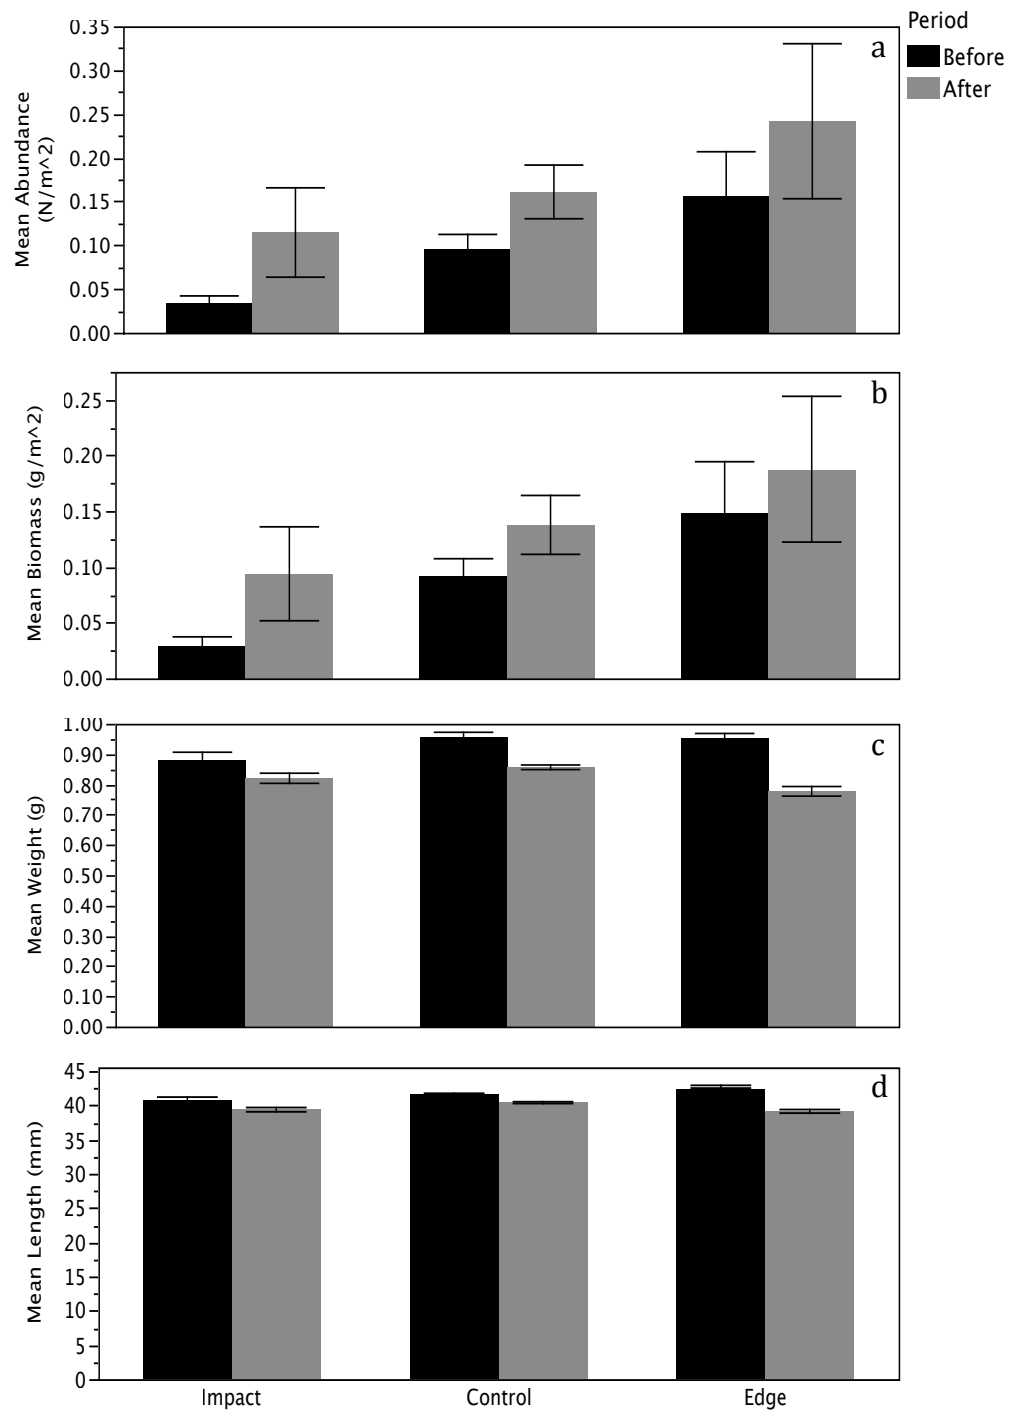 Period
Before
After
a
0.35
0.30
0.25
0.20
0.15
0.10
0.05
0.00
Mean Abundance
(N/m^2)
b
0.25
0.20
0.15
0.10
0.05
0.00
Mean Biomass (g/m^2)
c
1.00
0.90
0.80
0.70
0.60
0.50
0.40
0.30
0.20
0.10
0.00
Mean Weight (g)
d
45
40
35
30
25
20
15
10
5
0
Mean Length (mm)
Impact Control Edge